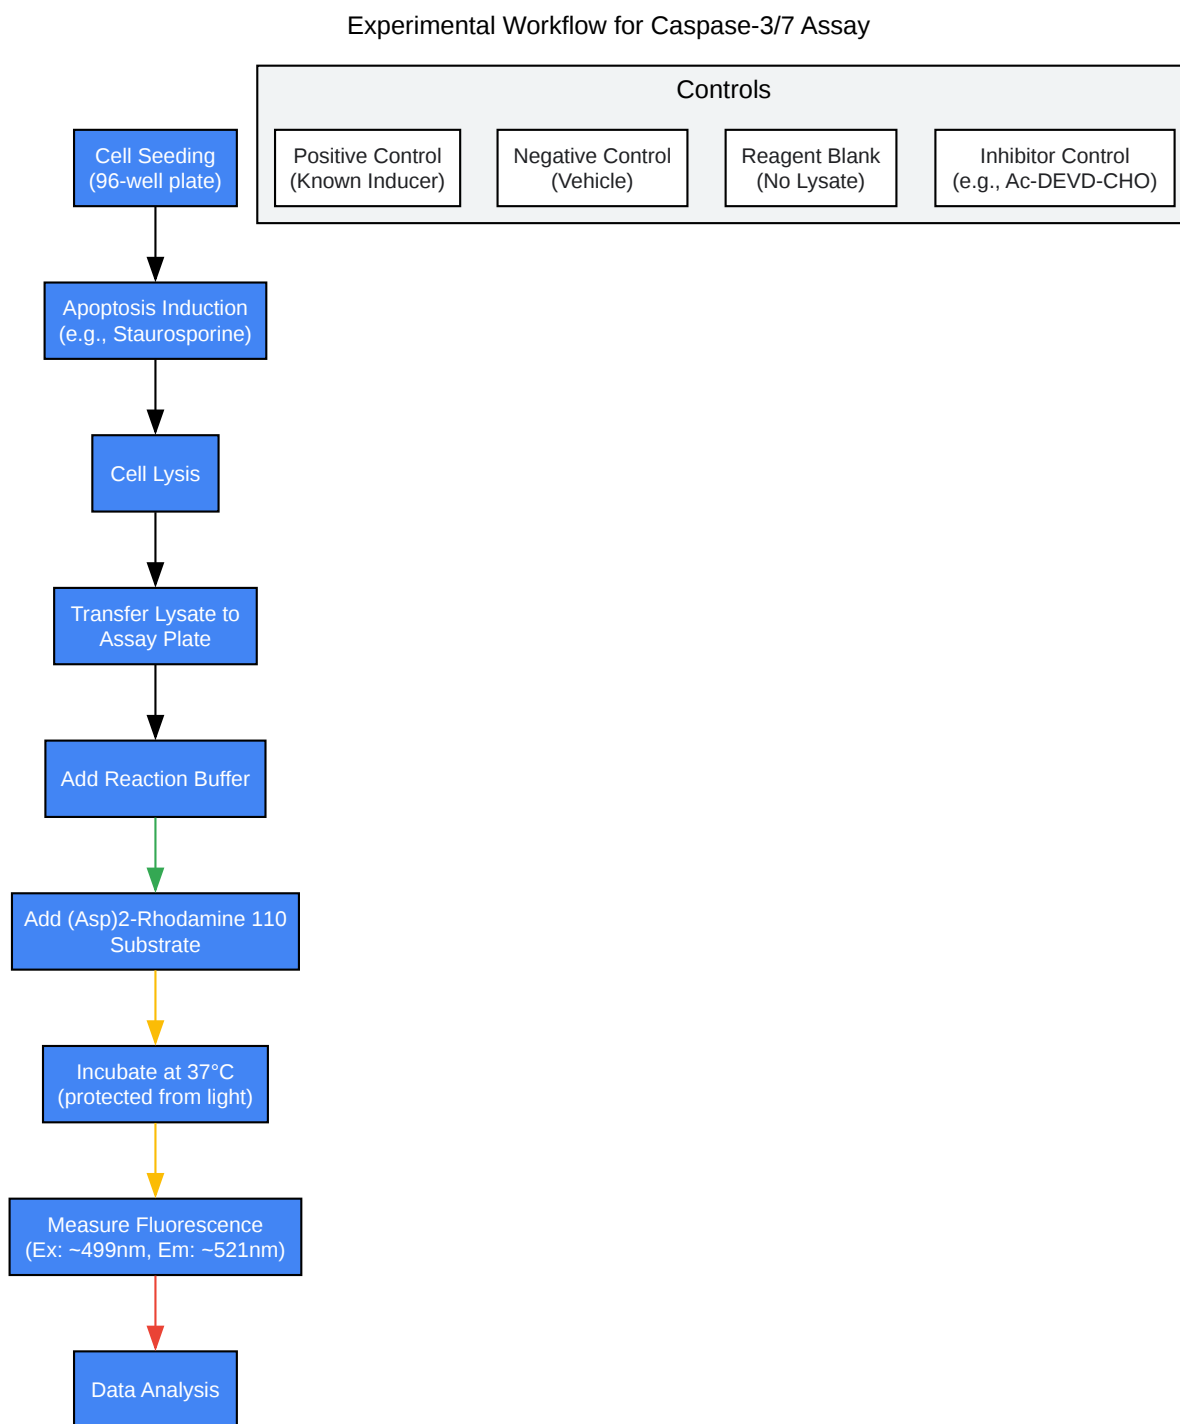 Experimental Workflow for Caspase-3/7 Assay
Controls
Positive Control
(Known Inducer)
Negative Control
(Vehicle)
Reagent Blank
(No Lysate)
Inhibitor Control
(e.g., Ac-DEVD-CHO)
Cell Seeding
(96-well plate)
Apoptosis Induction
(e.g., Staurosporine)
Cell Lysis
Transfer Lysate to
Assay Plate
Add Reaction Buffer
Add (Asp)2-Rhodamine 110
Substrate
Incubate at 37°C
(protected from light)
Measure Fluorescence
(Ex: ~499nm, Em: ~521nm)
Data Analysis